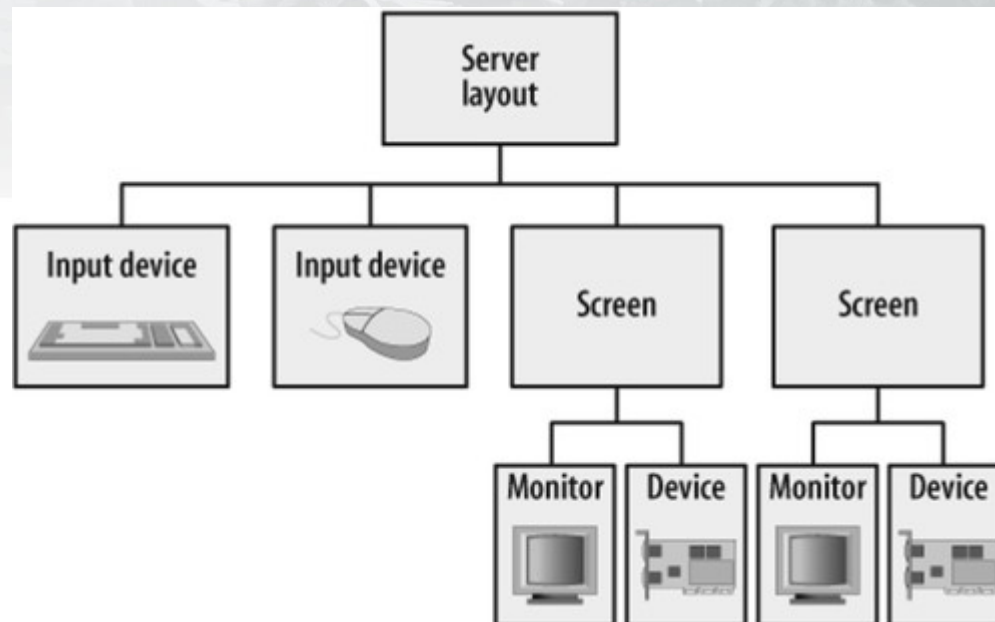 Server
layout
Input device
Input device
Screen
Screen
Monitor
Device
Monitor
Device